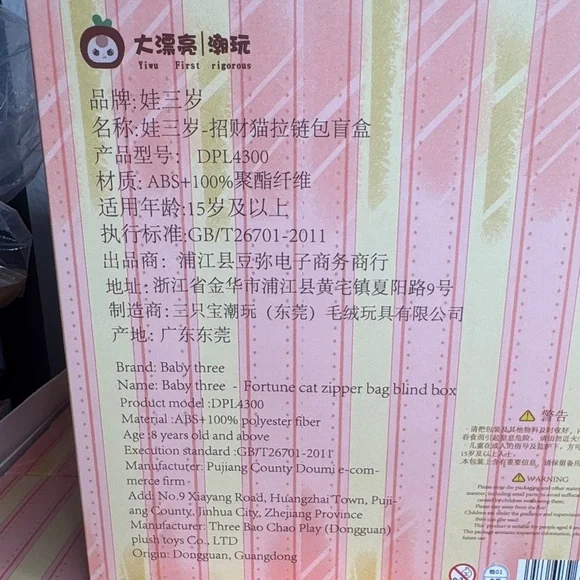 大漂亮|潮玩
Yiwu First rigorous
品牌:娃三岁
名称:娃三岁-招财猫拉链包盲盒
产品型号: DPL4300
材质: ABS+100%聚酯纤维
适用年龄:15岁及以上
执行标准:GB/T26701-2011
出品商: 浦江县豆弥电子商务商行
地址:浙江省金华市浦江县黄宅镇夏阳路9号
制造商:三只宝潮玩（东莞）毛绒玩具有限公司
产地: 广东东莞
Brand: Baby three
Name: Baby three - Fortune cat zipper bag blind box
Product model :DPL4300
Material :ABS+100% polyester fiber
Age :8 years old and above
Execution standard :GB/T26701-2011
Manufacturer: Pujiang County Doumi e-com-
merce firm
Add: No.9 Xiayang Road, Huangzhai Town, Puji-
ang County, Jinhua City, Zhejiang Province
Manufacturer: Three Bao Chao Play (Dongguan)
plush toys Co., LTD
Origin: Dongguan, Guangdong
警告
WARNING